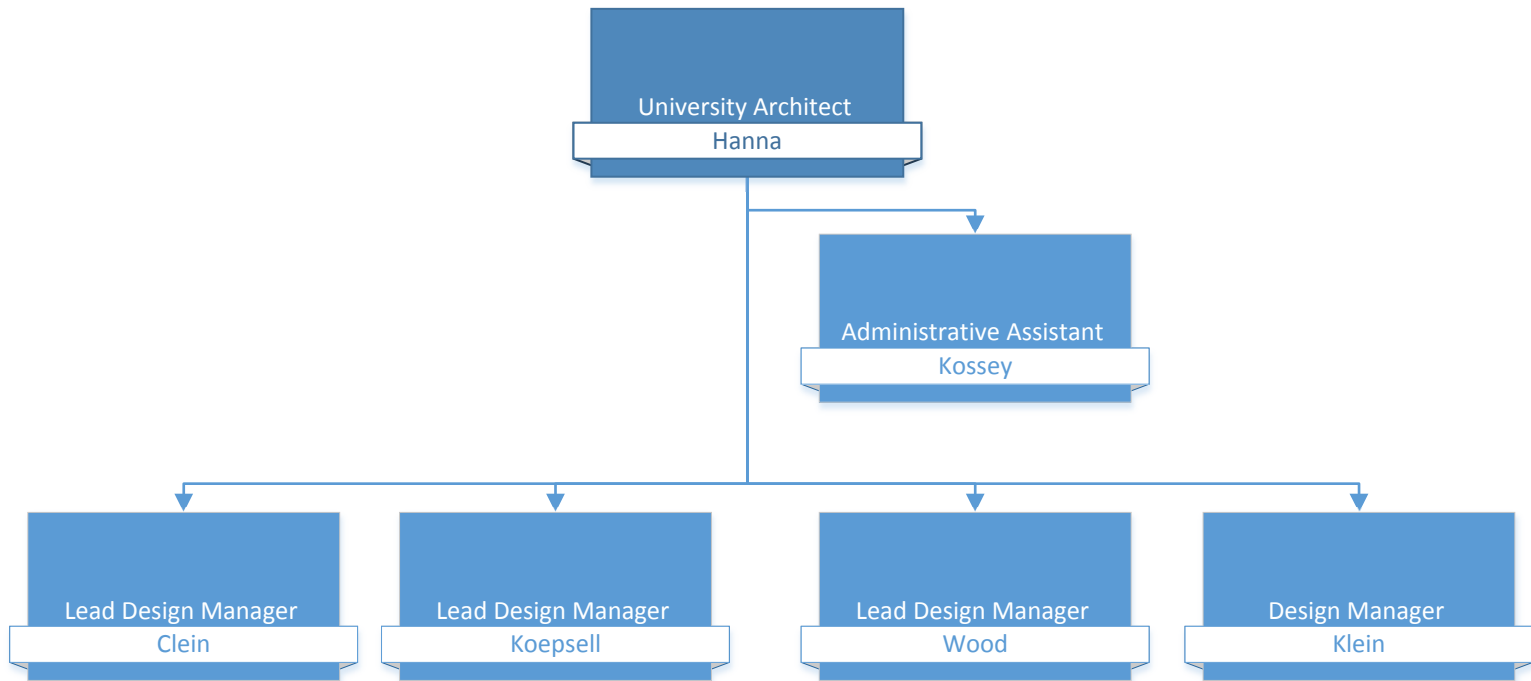 University Architect
Hanna
Administrative Assistant
Kossey
Lead Design Manager
Clein
Lead Design Manager
Koepsell
Lead Design Manager
Wood
Design Manager
Klein